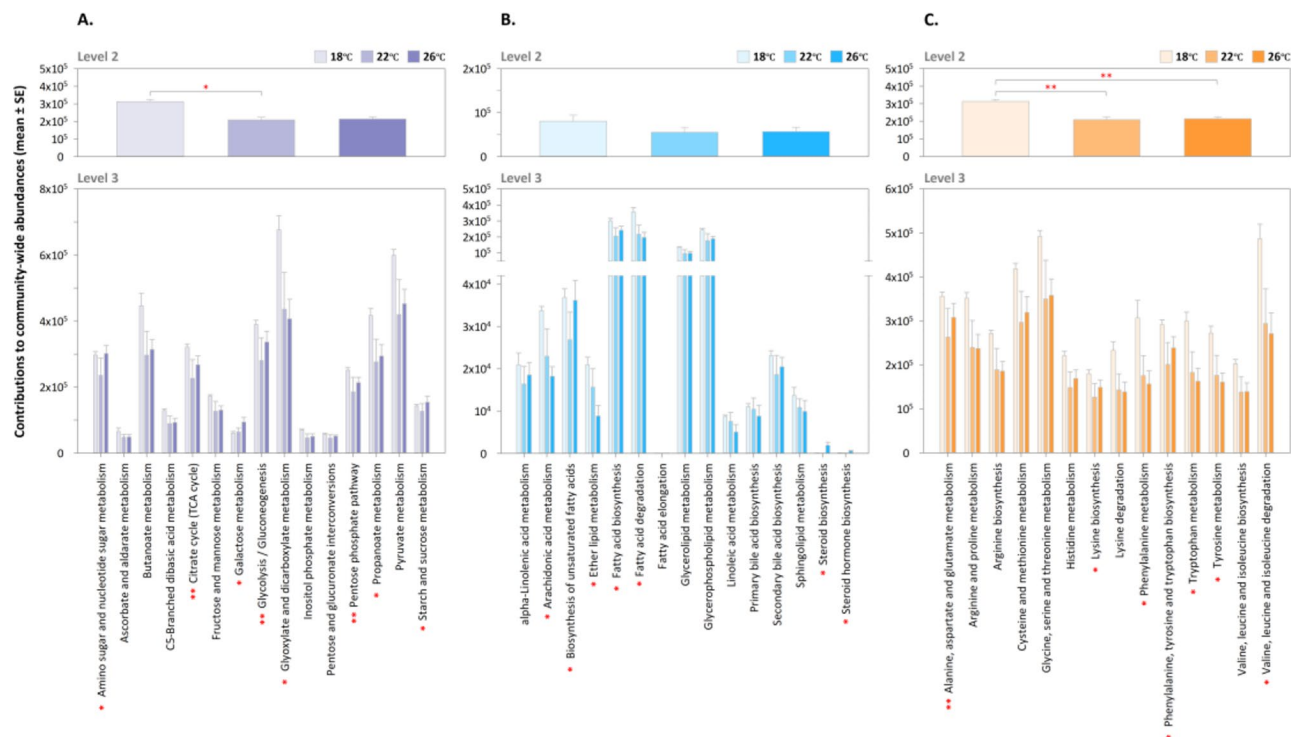 A.
B.
C.
Contributions to community-wide abundances (mean ± SE)
Level 2
18°C 22°C 26°C
5x10⁵
4x10⁵
3x10⁵
2x10⁵
10⁵
0
*
Level 2
18°C 22°C 26°C
2x10⁵
10⁵
0
Level 2
18°C 22°C 26°C
5x10⁵
4x10⁵
3x10⁵
2x10⁵
10⁵
0
**
**
Level 3
8x10⁵
6x10⁵
4x10⁵
2x10⁵
0
* Amino sugar and nucleotide sugar metabolism
Ascorbate and aldarate metabolism
Butanoate metabolism
C5-Branched dibasic acid metabolism
** Citrate cycle (TCA cycle)
Fructose and mannose metabolism
* Galactose metabolism
** Glycolysis / Gluconeogenesis
* Glyoxylate and dicarboxylate metabolism
Inositol phosphate metabolism
Pentose and glucuronate interconversions
** Pentose phosphate pathway
* Propanoate metabolism
Pyruvate metabolism
* Starch and sucrose metabolism
Level 3
5x10⁵
4x10⁵
3x10⁵
2x10⁵
10⁵
4x10⁴
3x10⁴
2x10⁴
10⁴
0
alpha-Linolenic acid metabolism
* Arachidonic acid metabolism
* Biosynthesis of unsaturated fatty acids
* Ether lipid metabolism
* Fatty acid biosynthesis
* Fatty acid degradation
Fatty acid elongation
Glycerolipid metabolism
Glycerophospholipid metabolism
Linoleic acid metabolism
Primary bile acid biosynthesis
Secondary bile acid biosynthesis
Sphingolipid metabolism
* Steroid biosynthesis
* Steroid hormone biosynthesis
Level 3
6x10⁵
5x10⁵
4x10⁵
3x10⁵
2x10⁵
10⁵
0
** Alanine, aspartate and glutamate metabolism
Arginine and proline metabolism
Arginine biosynthesis
Cysteine and methionine metabolism
Glycine, serine and threonine metabolism
Histidine metabolism
* Lysine biosynthesis
Lysine degradation
* Phenylalanine metabolism
* Phenylalanine, tyrosine and tryptophan biosynthesis
* Tryptophan metabolism
* Tyrosine metabolism
Valine, leucine and isoleucine biosynthesis
* Valine, leucine and isoleucine degradation